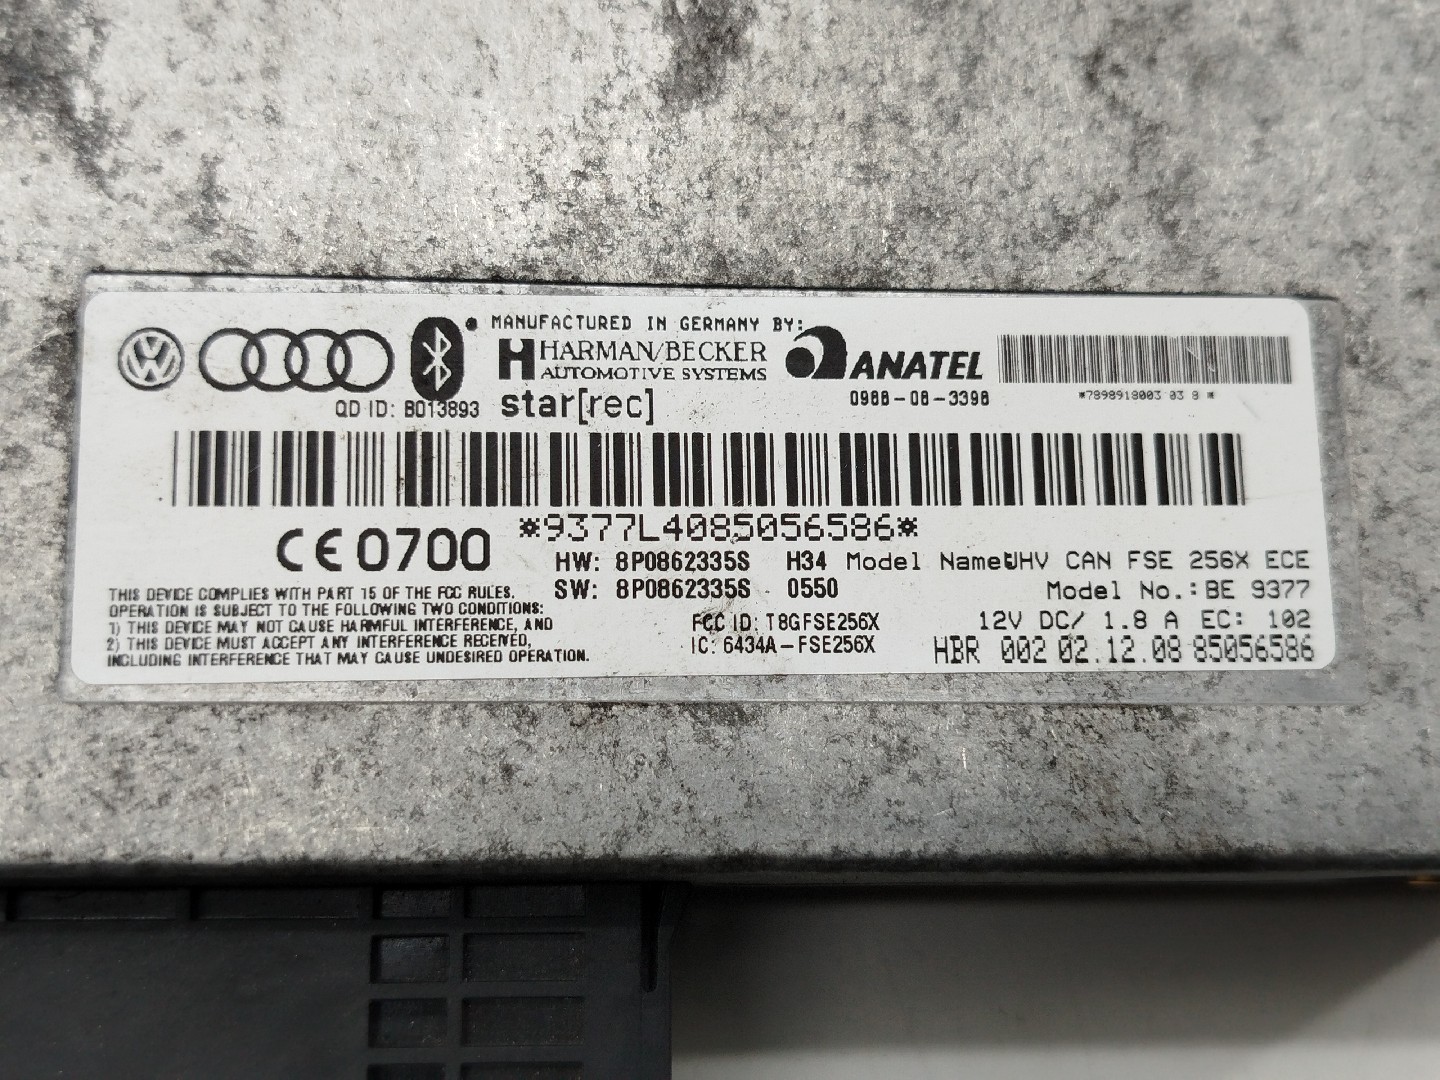 MANUFACTURED IN GERMANY BY:
HARMAN/BECKER
AUTOMOTIVE SYSTEMS
ANATEL
QD ID: B013893
star[rec]
0988-08-3398
*9377L4085056586*
CE 0700
HW: 8P0862335S H34 Model Name: UHV CAN FSE 256X ECE
SW: 8P0862335S 0550 Model No.: BE 9377
THIS DEVICE COMPLIES WITH PART 15 OF THE FCC RULES.
OPERATION IS SUBJECT TO THE FOLLOWING TWO CONDITIONS:
1) THIS DEVICE MAY NOT CAUSE HARMFUL INTERFERENCE, AND
2) THIS DEVICE MUST ACCEPT ANY INTERFERENCE RECEIVED,
INCLUDING INTERFERENCE THAT MAY CAUSE UNDESIRED OPERATION.
FCC ID: T8GFSE256X
IC: 6434A-FSE256X
12V DC/ 1.8 A EC: 102
HBR 002 02.12.08 85056586